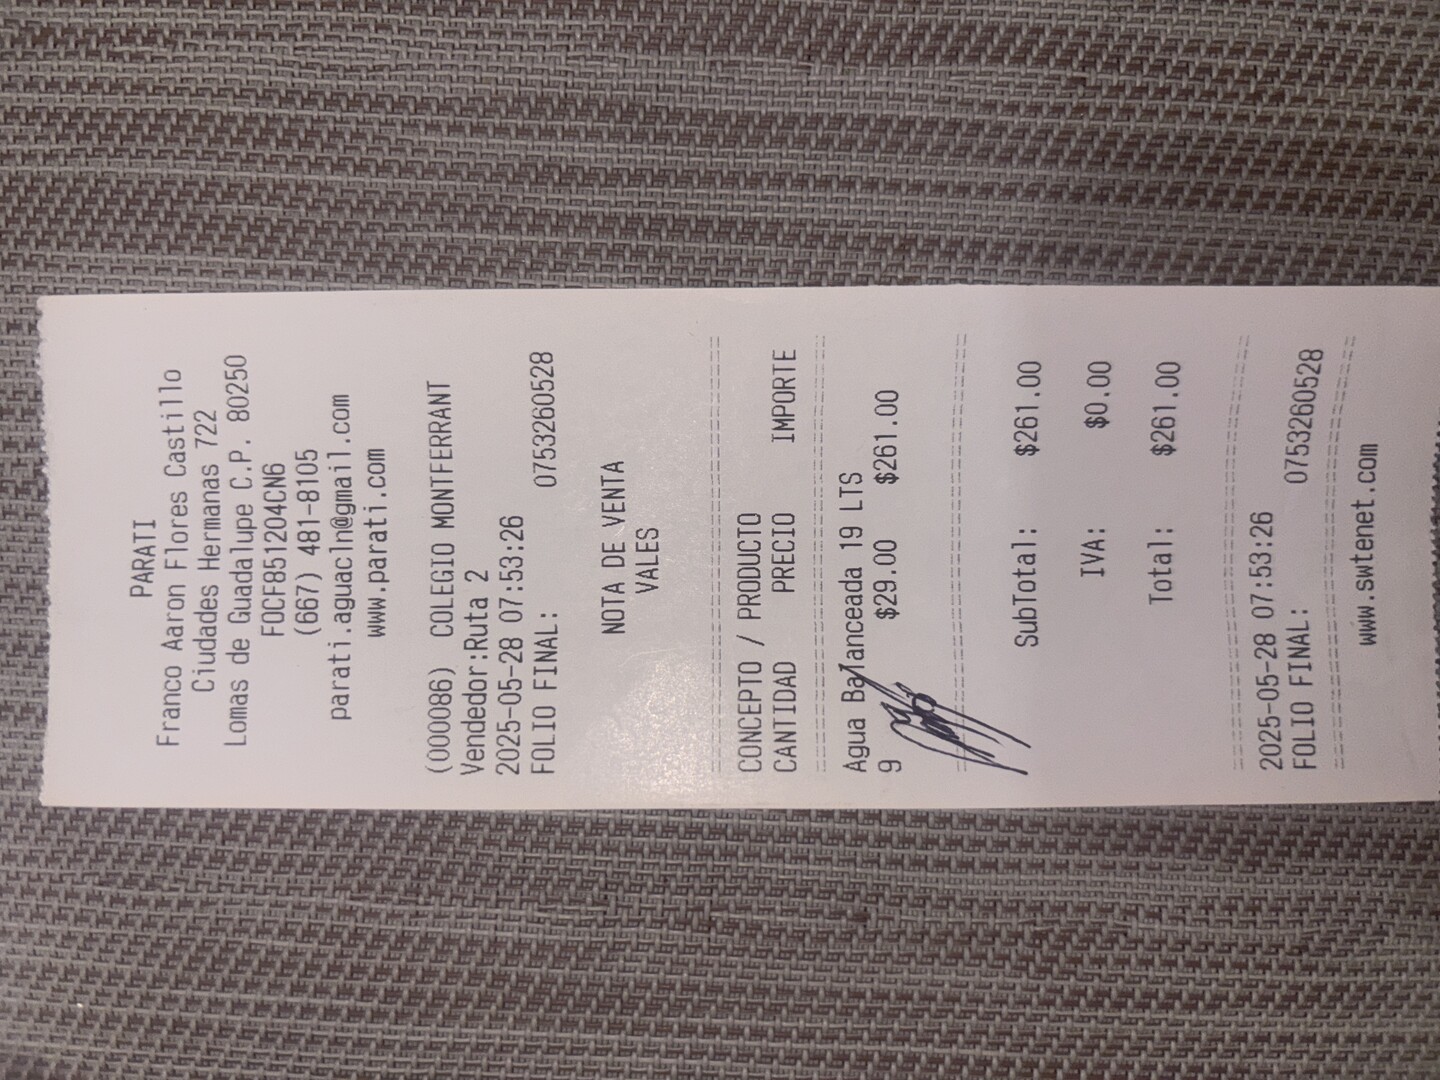 PARATI
Franco Aaron Flores Castillo
Ciudades Hermanas 722
Lomas de Guadalupe C.P. 80250
FOCF851204CN6
(667) 481-8105
parati.aguacln@gmail.com
www.parati.com
(000086) COLEGIO MONTFERRANT
Vendedor:Ruta 2
2025-05-28 07:53:26
FOLIO FINAL: 0753260528
NOTA DE VENTA
VALES
CONCEPTO / PRODUCTO
CANTIDAD PRECIO IMPORTE
Agua Balanceada 19 LTS
9 $29.00 $261.00
SubTotal: $261.00
IVA: $0.00
Total: $261.00
2025-05-28 07:53:26
FOLIO FINAL: 0753260528
www.swtenet.com